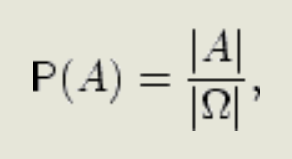 P(A) = |A| / |Ω|,